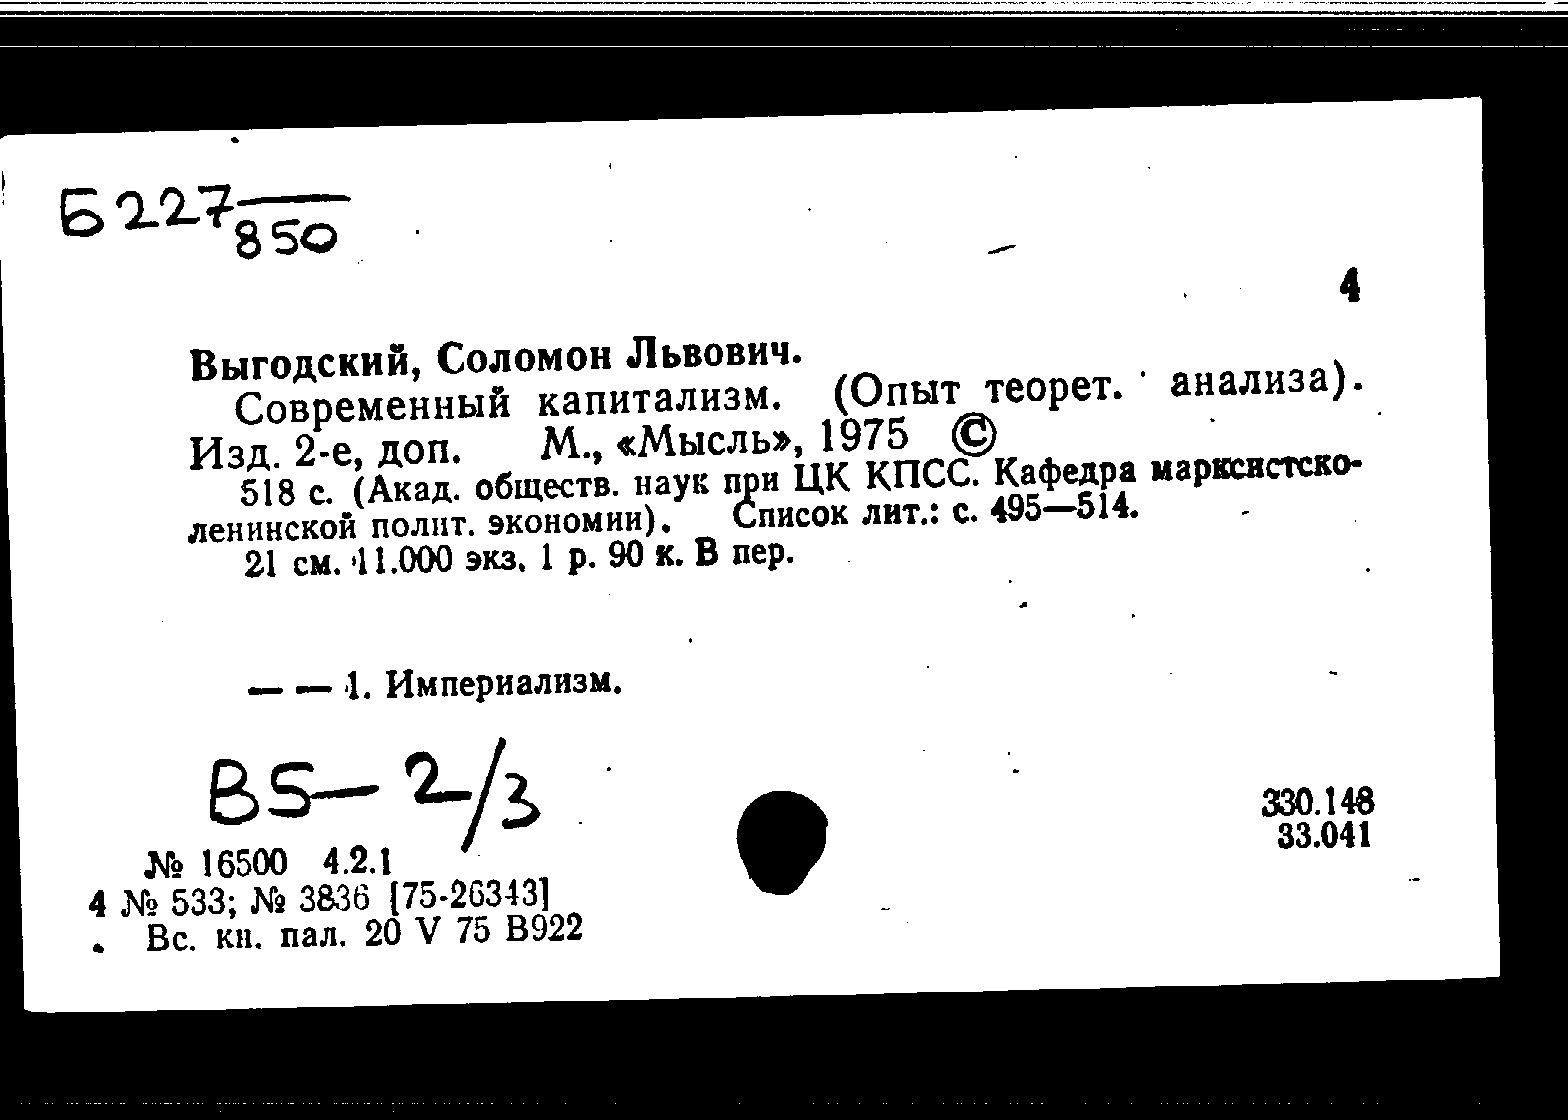 Б 227
850
4
Выгодский, Соломон Львович.
Современный капитализм. (Опыт теорет. анализа).
Изд. 2-е, доп. М., «Мысль», 1975 ©
518 с. (Акад. обществ. наук при ЦК КПСС. Кафедра марксистско-
ленинской полит. экономии). Список лит.: с. 495—514.
21 см. 11.000 экз. 1 р. 90 к. В пер.
— — 1. Империализм.
B5— 2/3
330.148
33.041
№ 16500 4.2.1
4 № 533; № 3836 [75-26343]
Вс. кн. пал. 20 V 75 В922